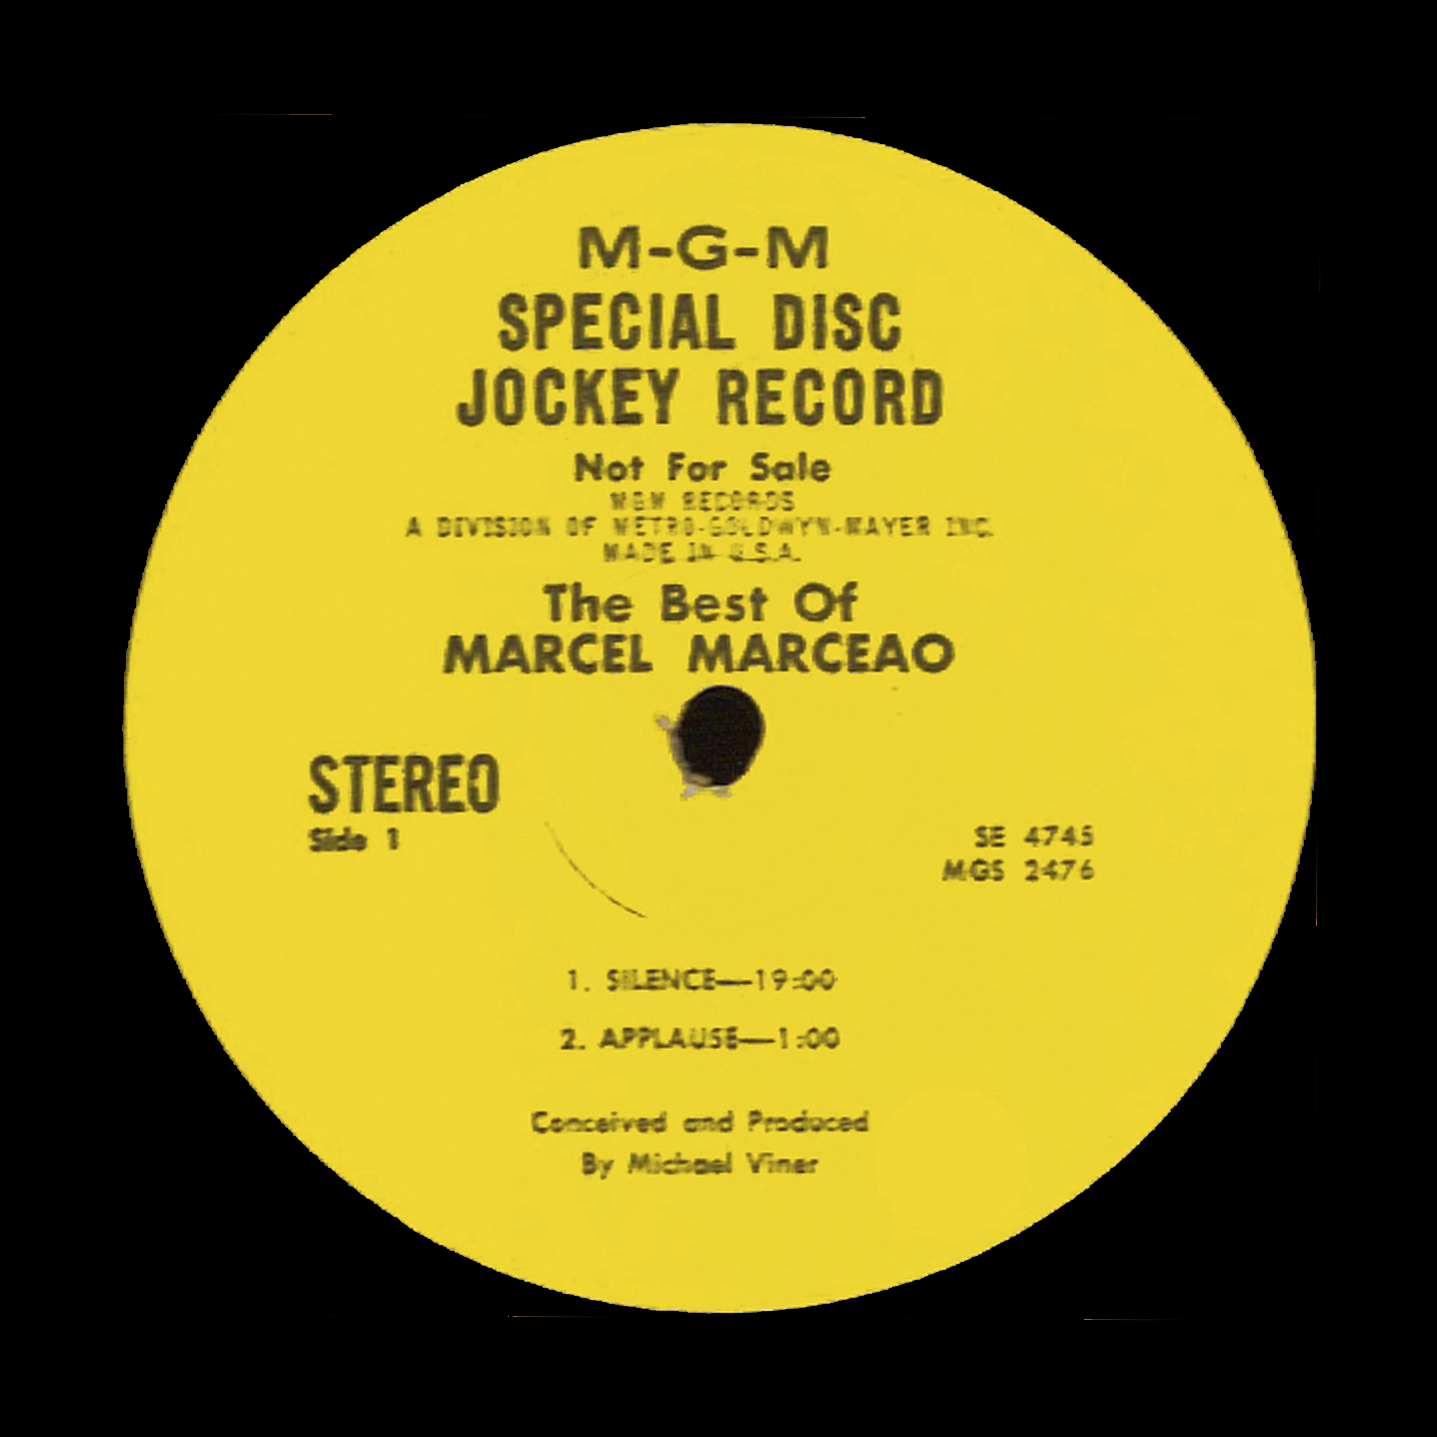 M-G-M
SPECIAL DISC
JOCKEY RECORD
Not For Sale
MGM RECORDS
A DIVISION OF METRO-GOLDWYN-MAYER INC.
MADE IN U.S.A.
The Best Of
MARCEL MARCEAO
STEREO
Side 1
SE 4745
MGS 2476
1. SILENCE—19:00
2. APPLAUSE—1:00
Conceived and Produced
By Michael Viner